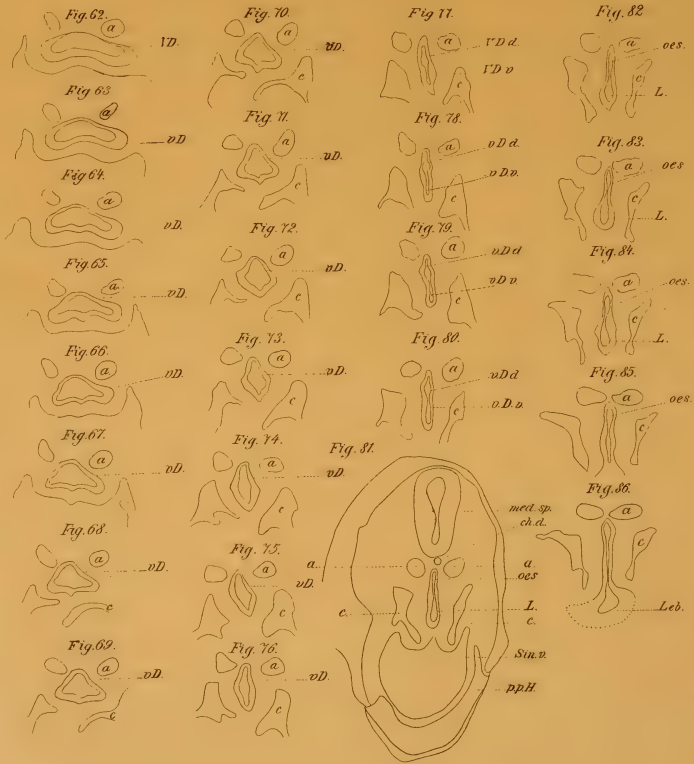 Fig. 62.
a
VD.
Fig. 63
a
vD
Fig. 64.
a
vD.
Fig. 65.
a
vD.
Fig. 66
a
vD.
Fig. 67.
a
vD.
Fig. 68.
a
vD.
c
Fig. 69.
a
vD.
c
Fig. 70.
a
vD.
c
Fig. 71.
a
vD.
c
Fig. 72.
a
vD.
c
Fig. 73.
a
vD.
c
Fig. 74.
a
vD.
c
Fig. 75.
a
vD.
c
Fig. 76.
a
vD.
c
Fig 77.
a
VD d.
VD v.
c
Fig. 78.
a
vD d.
vD.v.
c
Fig. 79.
a
vD d
vD v.
c
Fig. 80.
a
vD d
v.D.v.
c
Fig. 81.
med. sp.
ch.d.
a.
a.
oes
c.
L.
c.
Sin.v.
p.p.H.
Fig. 82
a
oes.
c
L.
Fig. 83.
a
oes
c
L.
Fig. 84.
a
oes.
c
L.
Fig. 85.
a
oes.
c.
Fig. 86.
a
c
Leb.